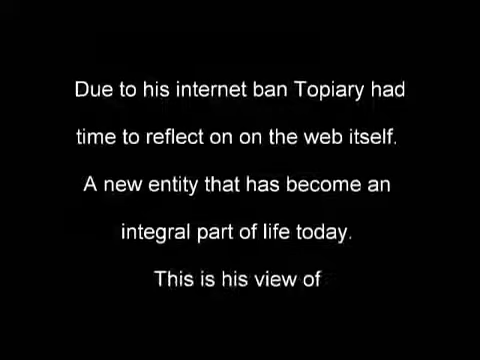 Due to his internet ban Topiary had
time to reflect on on the web itself.
A new entity that has become an
integral part of life today.
This is his view of